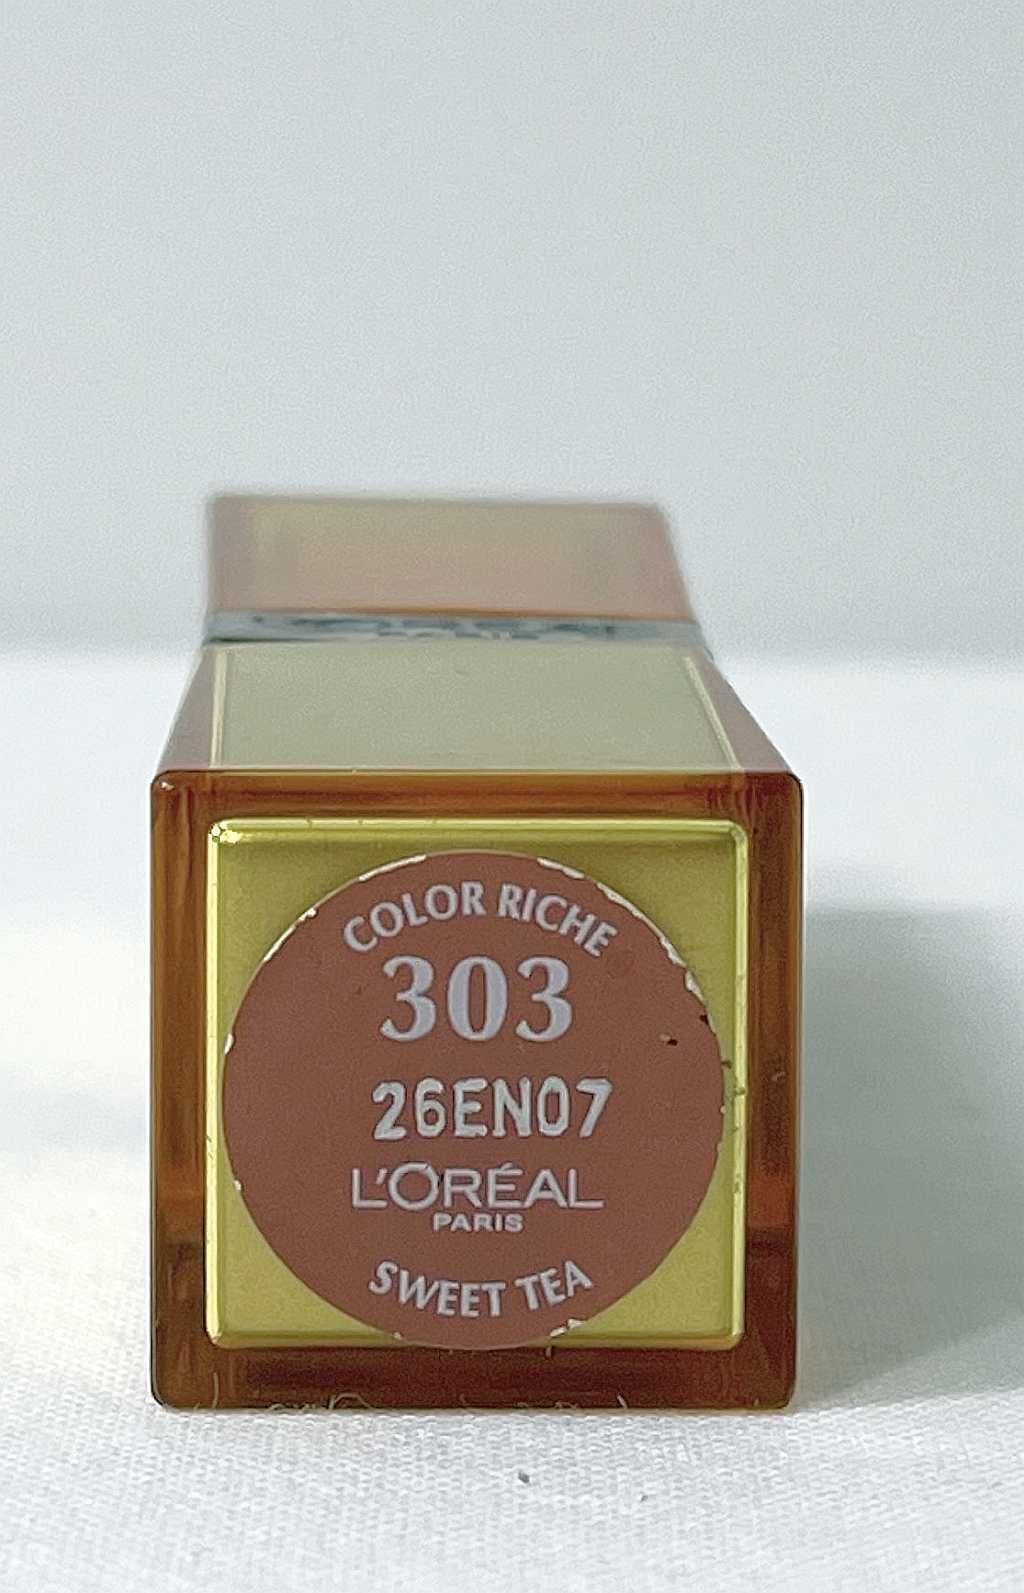 COLOR RICHE
303
26EN07
L'ORÉAL
PARIS
SWEET TEA